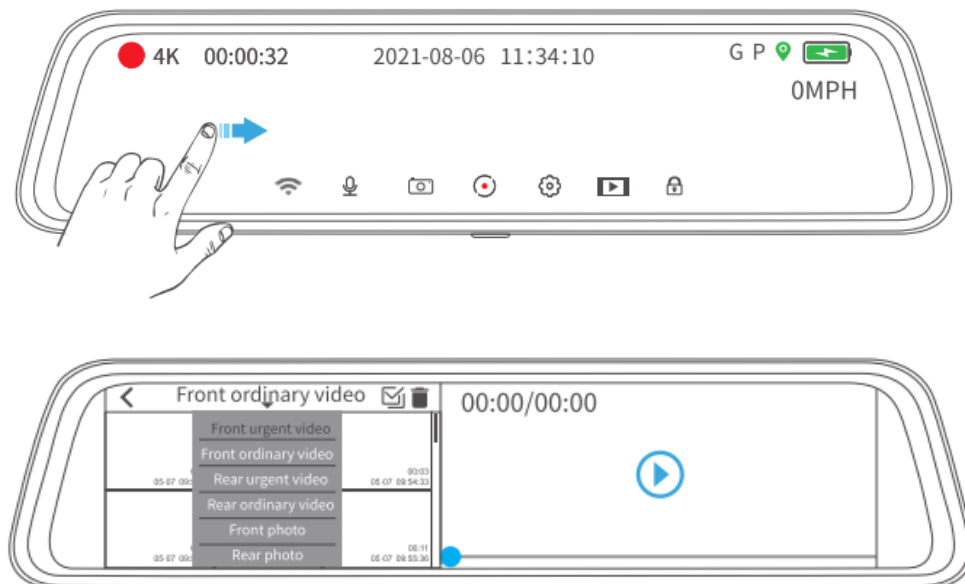 4K 00:00:32 2021-08-06 11:34:10 G P
0MPH
Front ordinary video 00:00/00:00
Front urgent video
Front ordinary video
Rear urgent video
Rear ordinary video
Front photo
Rear photo
00:03
05-07 09:54:33
05-07
05-07 09:55:36